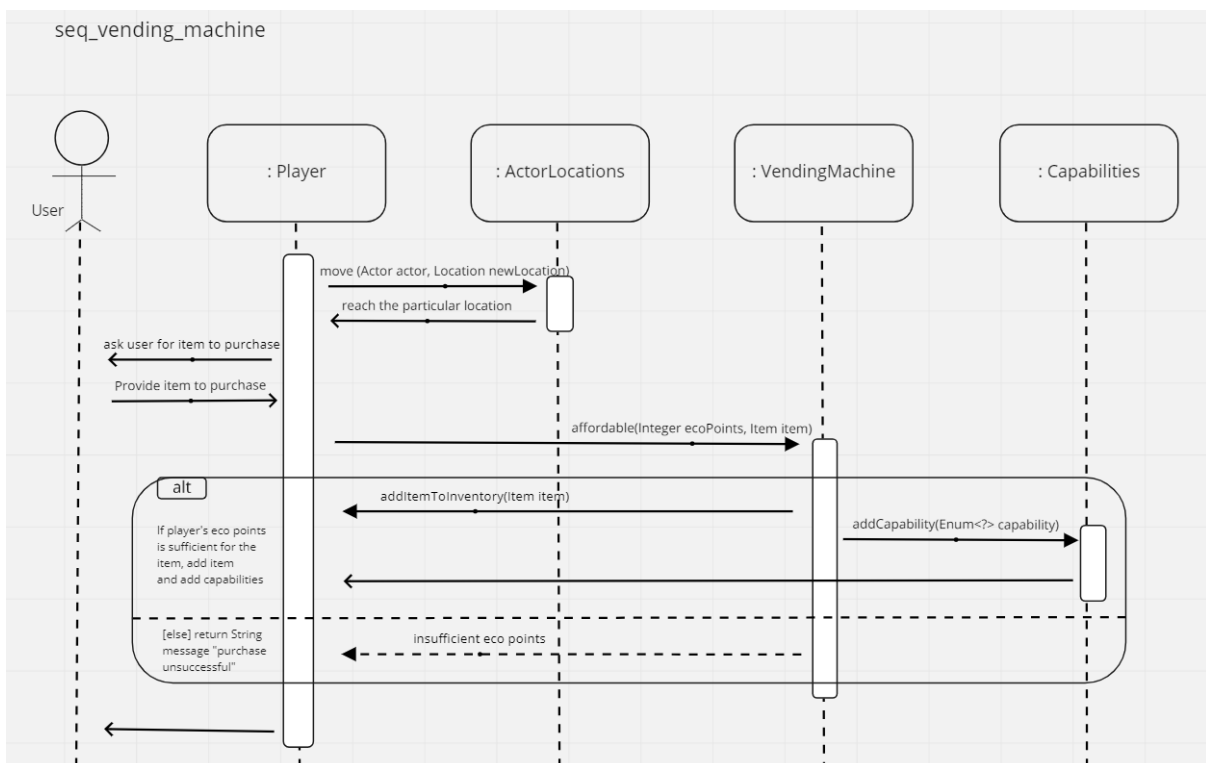 seq_vending_machine
User
: Player
: ActorLocations
: VendingMachine
: Capabilities
move (Actor actor, Location newLocation)
reach the particular location
ask user for item to purchase
Provide item to purchase
affordable(Integer ecoPoints, Item item)
alt
addItemToInventory(Item item)
addCapability(Enum<?> capability)
If player's eco points
is sufficient for the
item, add item
and add capabilities
[else] return String
message "purchase
unsuccessful"
insufficient eco points